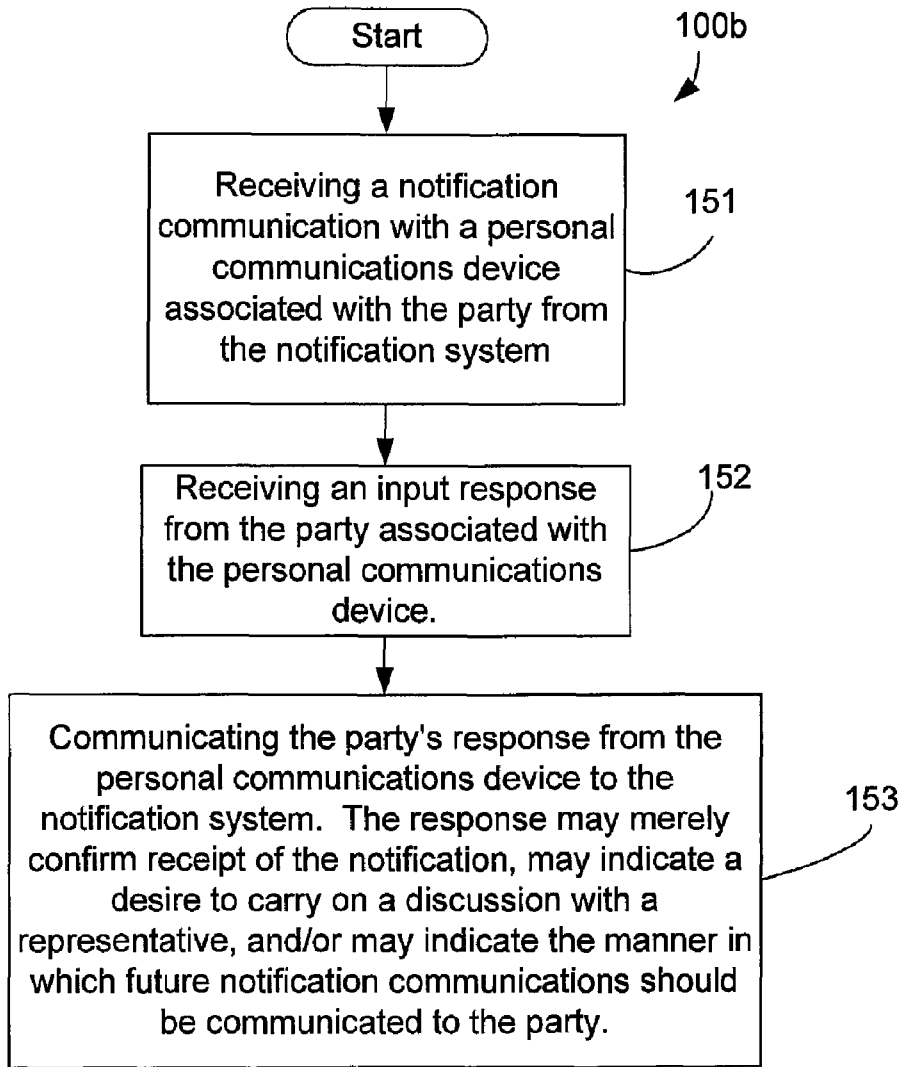 Start
100b
Receiving a notification
communication with a personal
communications device
associated with the party from
the notification system
151
Receiving an input response
from the party associated with
the personal communications
device.
152
Communicating the party's response from the
personal communications device to the
notification system.  The response may merely
confirm receipt of the notification, may indicate a
desire to carry on a discussion with a
representative, and/or may indicate the manner in
which future notification communications should
be communicated to the party.
153